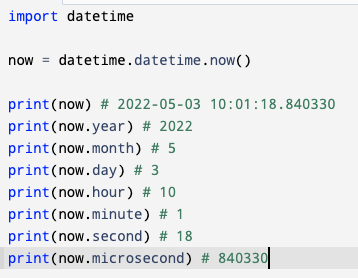 import datetime
now = datetime.datetime.now()
print(now) # 2022-05-03 10:01:18.840330
print(now.year) # 2022
print(now.month) # 5
print(now.day) # 3
print(now.hour) # 10
print(now.minute) # 1
print(now.second) # 18
print(now.microsecond) # 840330